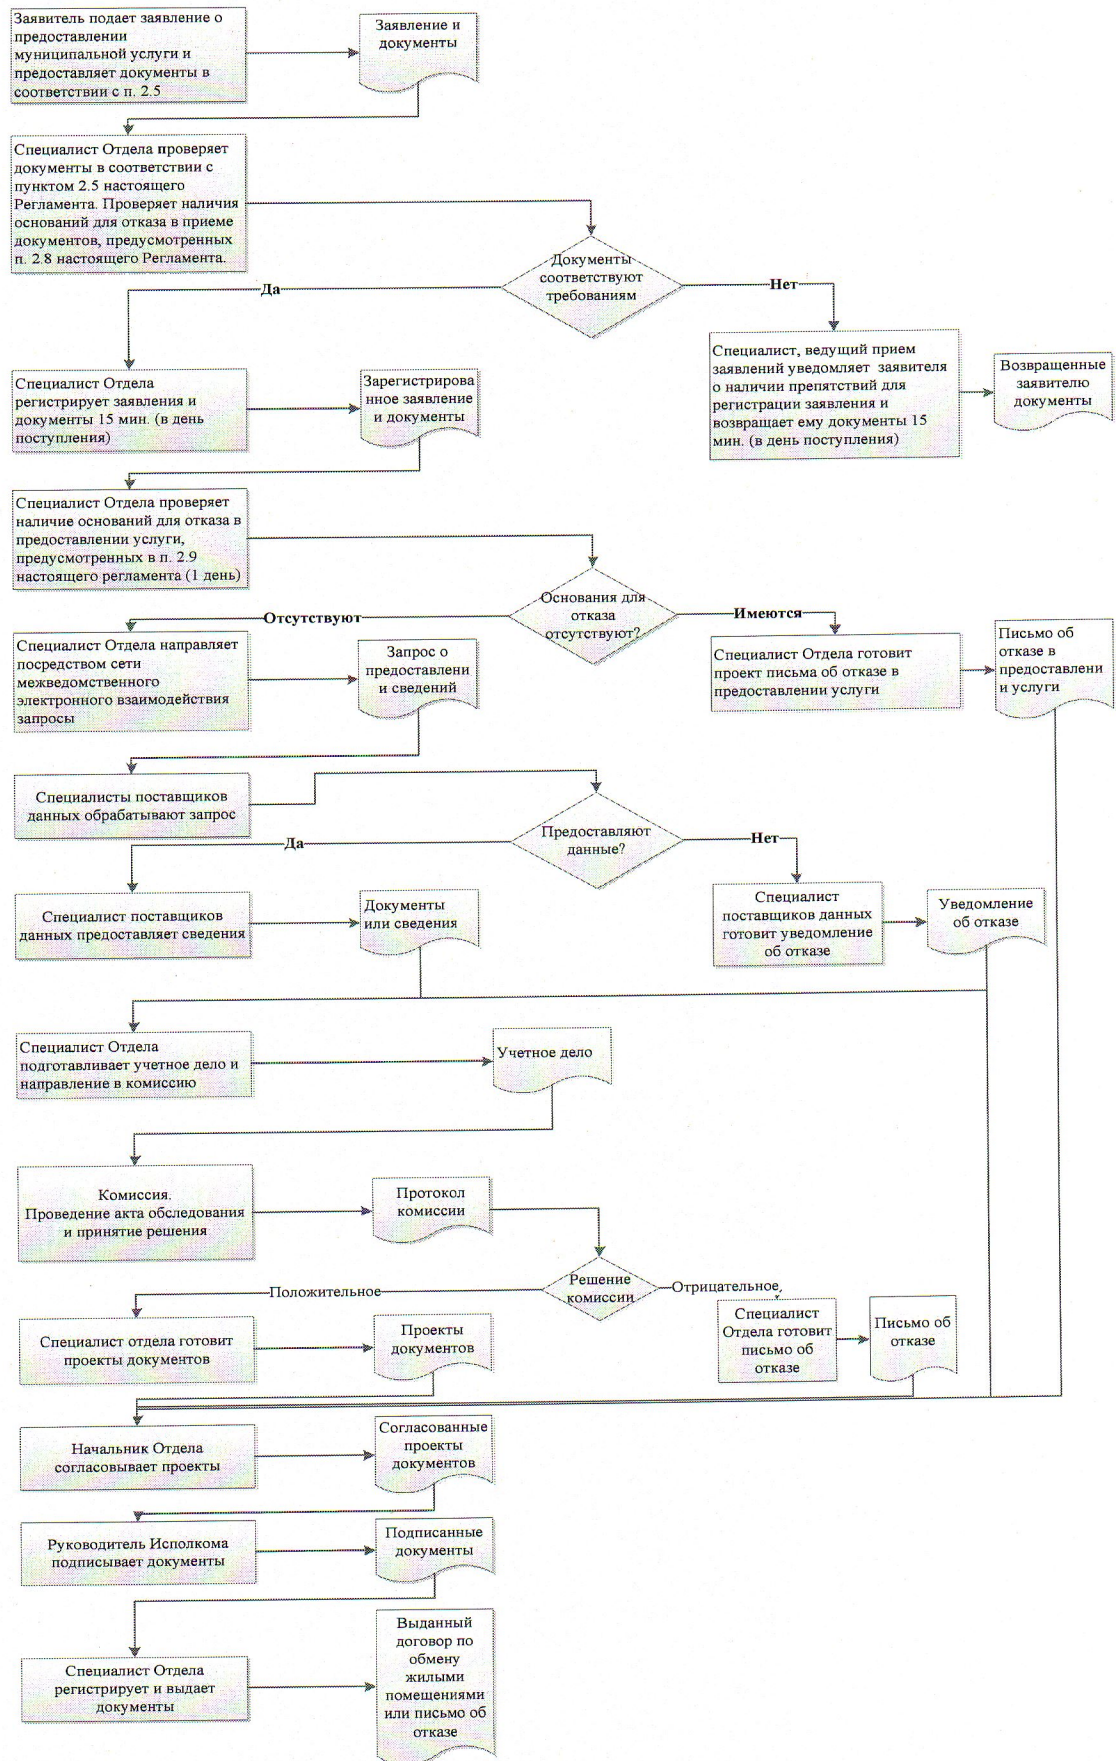 Заявитель подает заявление о
предоставлении
муниципальной услуги и
предоставляет документы в
соответствии с п. 2.5
Заявление и
документы
Специалист Отдела проверяет
документы в соответствии с
пунктом 2.5 настоящего
Регламента. Проверяет наличия
оснований для отказа в приеме
документов, предусмотренных
п. 2.8 настоящего Регламента.
Документы
соответствуют
требованиям
Да
Нет
Специалист Отдела
регистрирует заявления и
документы 15 мин. (в день
поступления)
Зарегистрирова
нное заявление
и документы
Специалист, ведущий прием
заявлений уведомляет заявителя
о наличии препятствий для
регистрации заявления и
возвращает ему документы 15
мин. (в день поступления)
Возвращенные
заявителю
документы
Специалист Отдела проверяет
наличие оснований для отказа в
предоставлении услуги,
предусмотренных в п. 2.9
настоящего регламента (1 день)
Основания для
отказа
отсутствуют?
Отсутствуют
Имеются
Специалист Отдела направляет
посредством сети
межведомственного
электронного взаимодействия
запросы
Запрос о
предоставлени
и сведений
Специалист Отдела готовит
проект письма об отказе в
предоставлении услуги
Письмо об
отказе в
предоставлени
и услуги
Специалисты поставщиков
данных обрабатывают запрос
Предоставляют
данные?
Да
Нет
Специалист поставщиков
данных предоставляет сведения
Документы
или сведения
Специалист
поставщиков данных
готовит уведомление
об отказе
Уведомление
об отказе
Специалист Отдела
подготавливает учетное дело и
направление в комиссию
Учетное дело
Комиссия.
Проведение акта обследования
и принятие решения
Протокол
комиссии
Решение
комиссии
Положительное
Отрицательное,
Специалист отдела готовит
проекты документов
Проекты
документов
Специалист
Отдела готовит
письмо об
отказе
Письмо об
отказе
Начальник Отдела
согласовывает проекты
Согласованные
проекты
документов
Руководитель Исполкома
подписывает документы
Подписанные
документы
Специалист Отдела
регистрирует и выдает
документы
Выданный
договор по
обмену
жилыми
помещениями
или письмо об
отказе